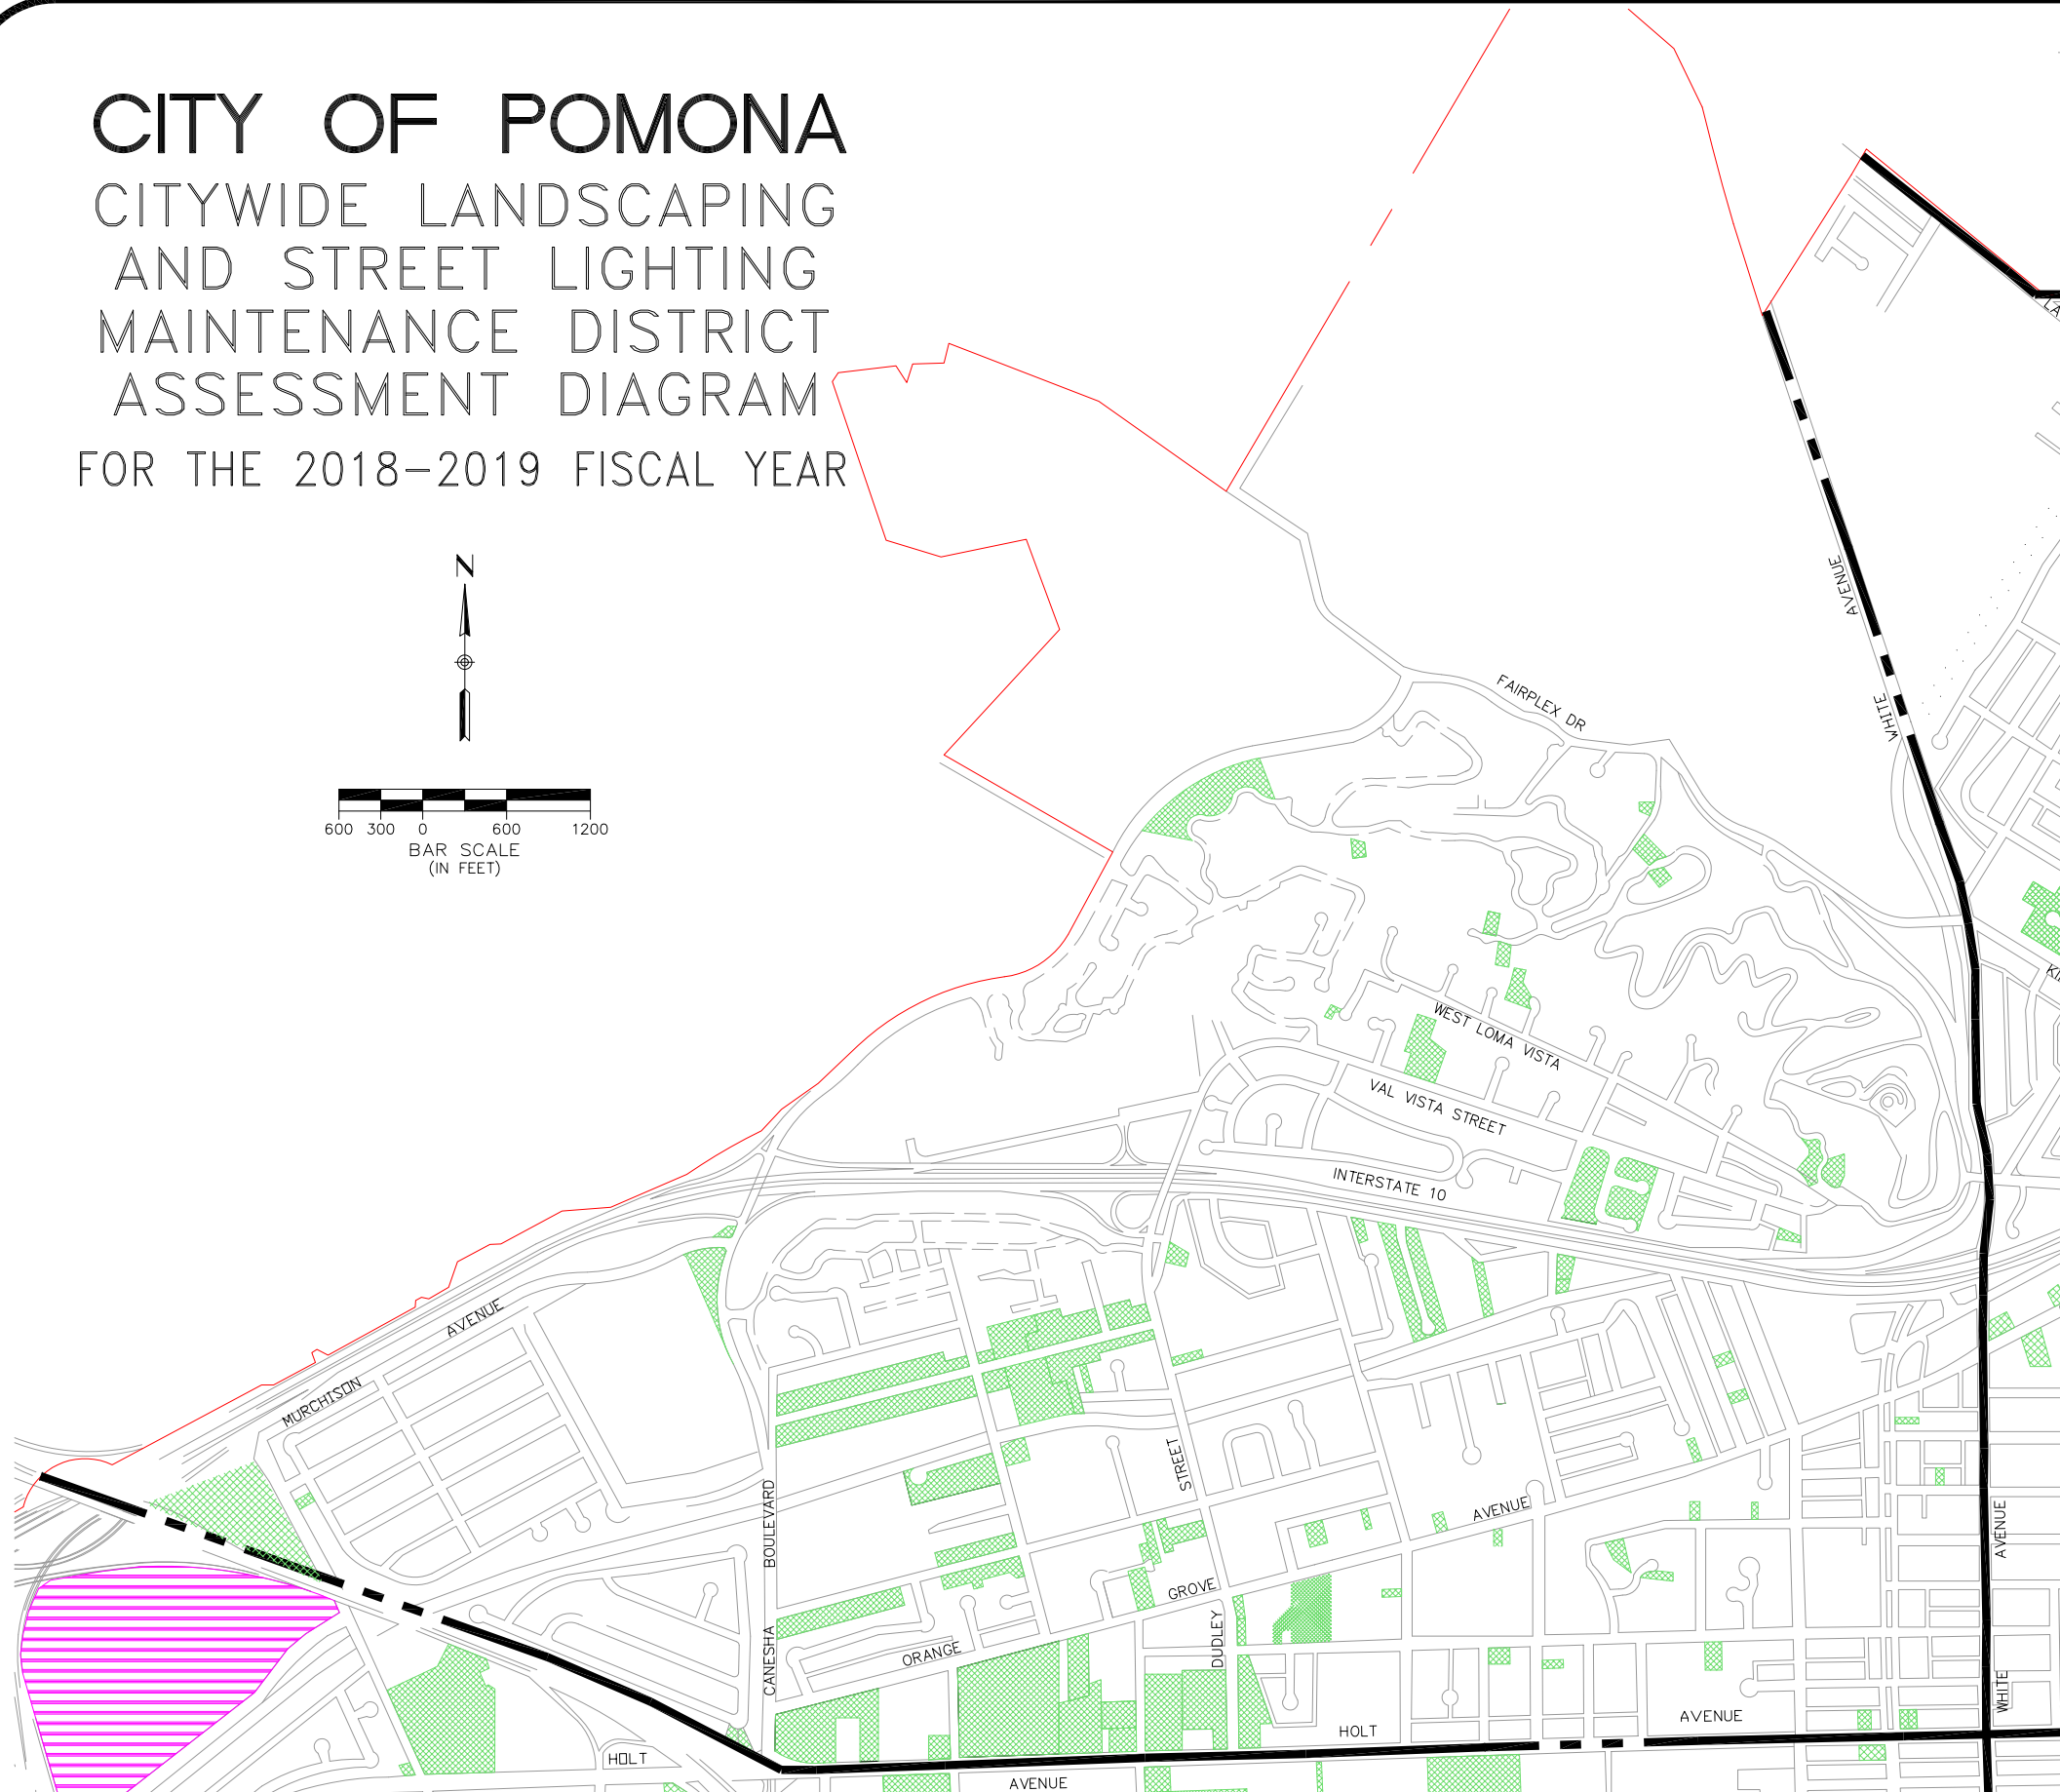 CITY OF POMONA
CITYWIDE LANDSCAPING
AND STREET LIGHTING
MAINTENANCE DISTRICT
ASSESSMENT DIAGRAM
FOR THE 2018-2019 FISCAL YEAR
N
600 300 0 600 1200
BAR SCALE
(IN FEET)
LA
AVENUE
WHITE
FAIRPLEX DR
KI
WEST LOMA VISTA
VAL VISTA STREET
INTERSTATE 10
MURCHISON AVENUE
CANESHA BOULEVARD
DUDLEY STREET
ORANGE GROVE AVENUE
WHITE AVENUE
HOLT AVENUE
HOLT AVENUE